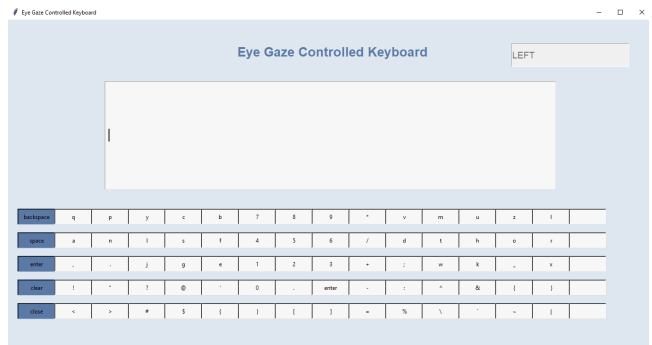 Eye Gaze Controlled Keyboard
Eye Gaze Controlled Keyboard
LEFT
backspace q p y c b 7 8 9 * v m u z
space a n l s f 4 5 6 / d t h o r
enter j g e 1 2 3 + ; w k _ x
clear ! " ? @ 0 . enter - : ^ & ( )
close < > # $ { } [ ] = % \ ~ |